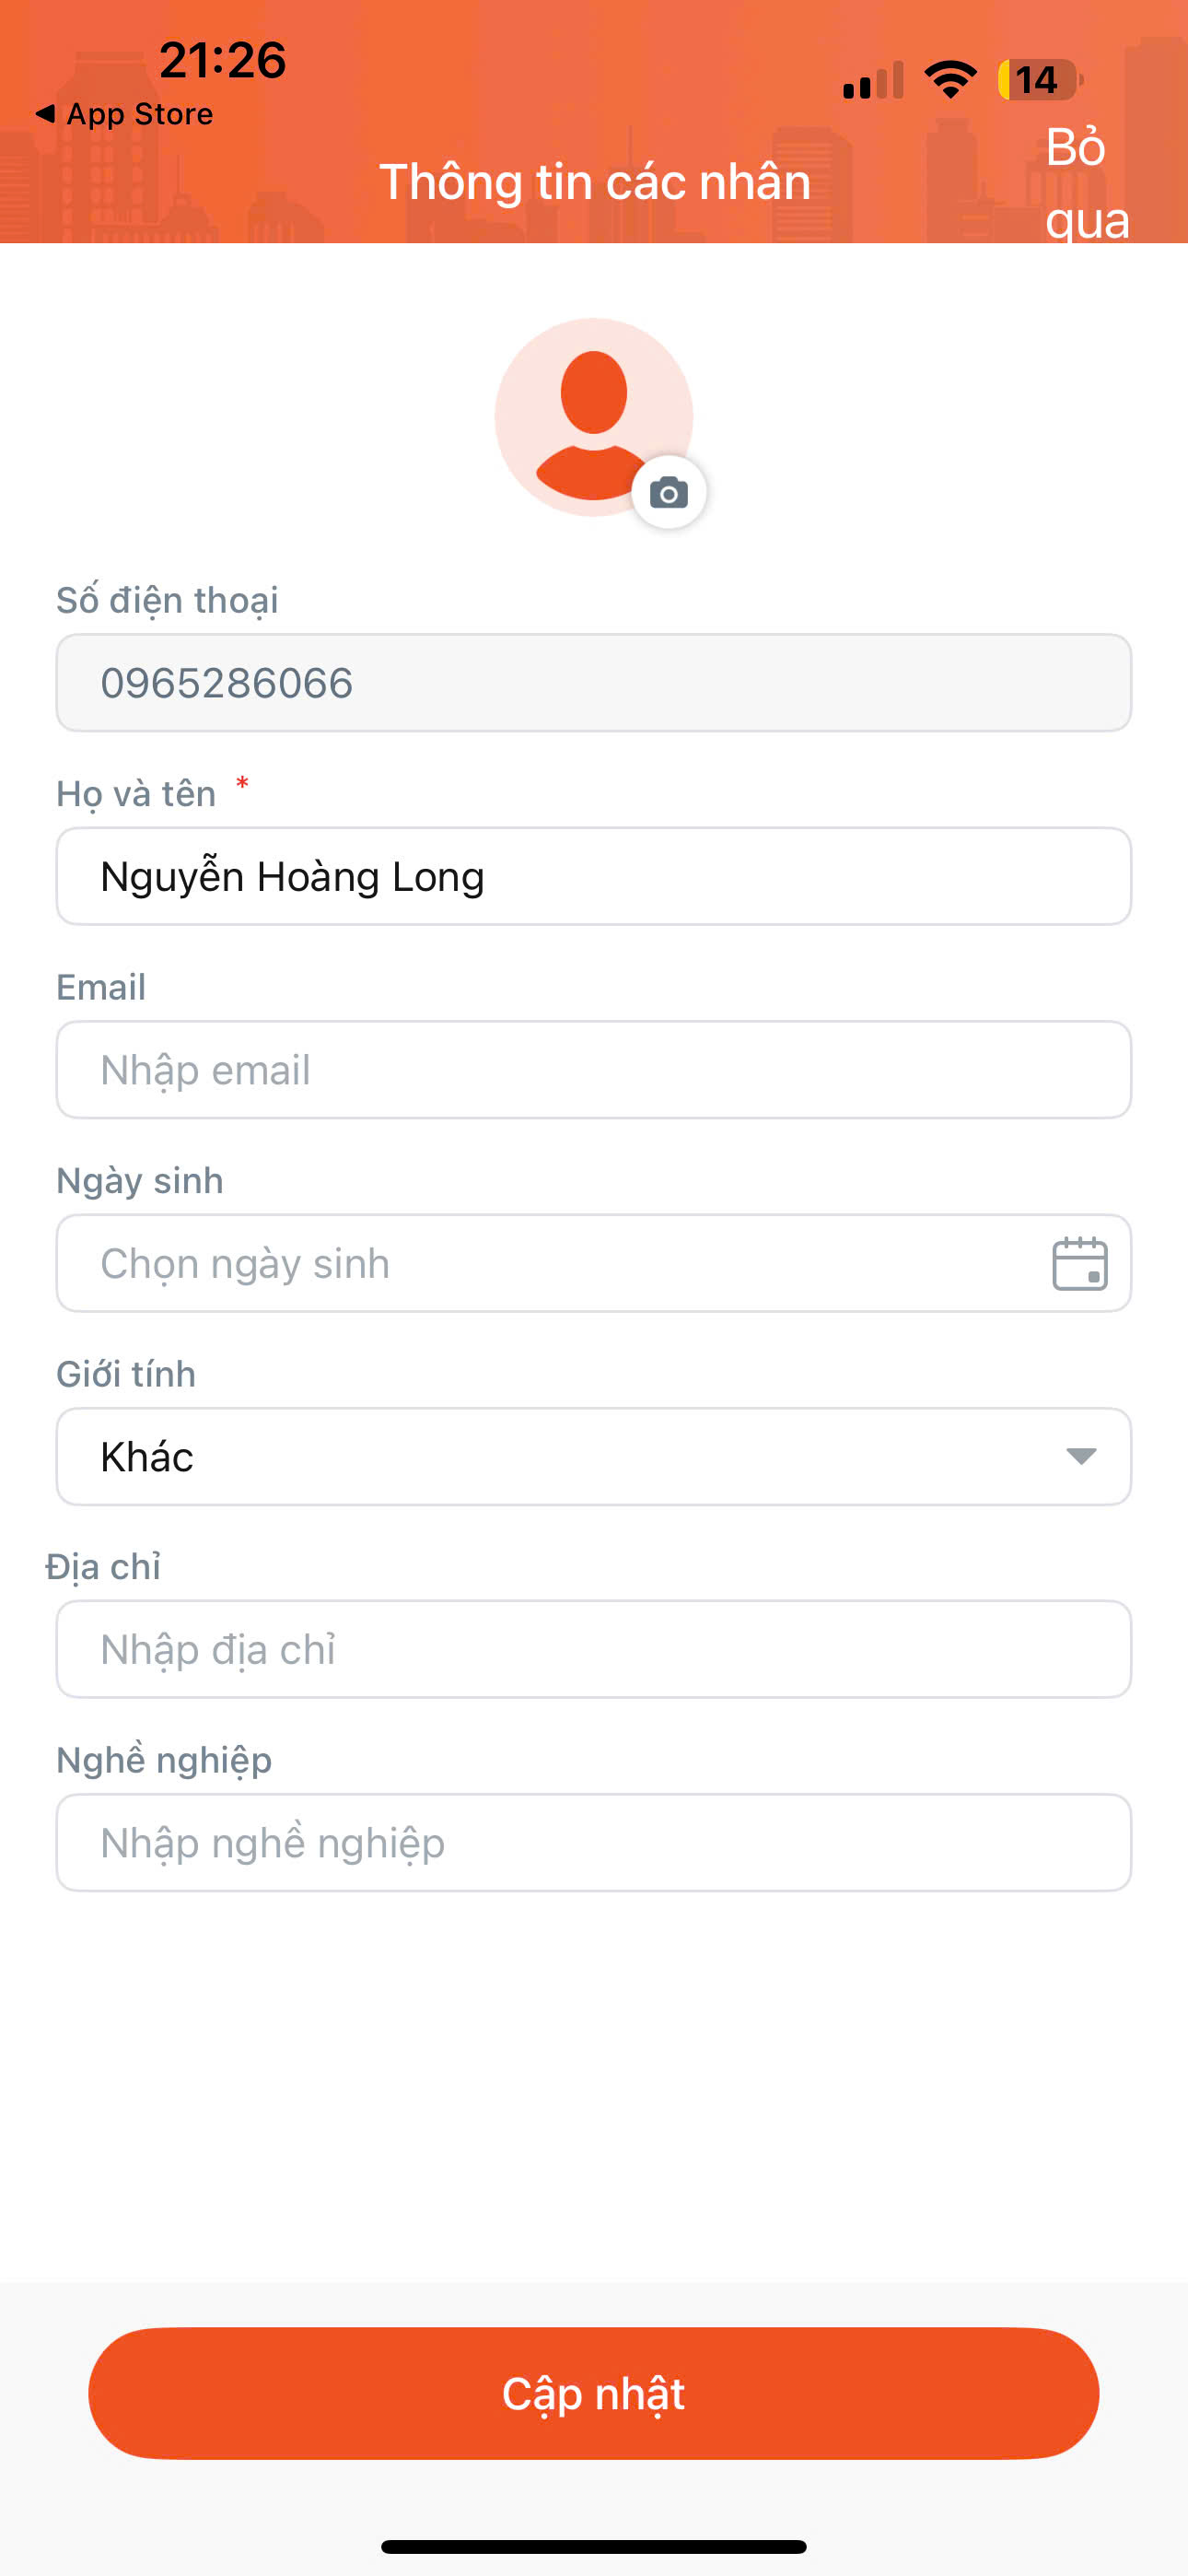 21:26
14
◀ App Store
Bỏ
Thông tin các nhân
qua
Số điện thoại
0965286066
Họ và tên *
Nguyễn Hoàng Long
Email
Nhập email
Ngày sinh
Chọn ngày sinh
Giới tính
Khác
Địa chỉ
Nhập địa chỉ
Nghề nghiệp
Nhập nghề nghiệp
Cập nhật